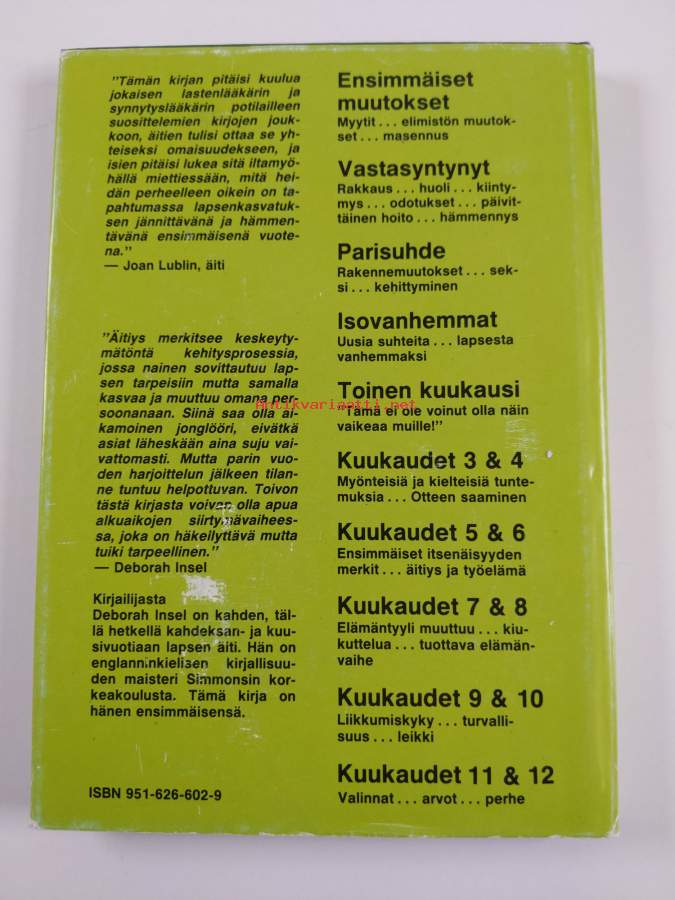 "Tämän kirjan pitäisi kuulua
jokaisen lastenlääkärin ja
synnytyslääkärin potilailleen
suosittelemien kirjojen jouk-
koon, äitien tulisi ottaa se yh-
teiseksi omaisuudekseen, ja
isien pitäisi lukea sitä iltamyö-
hällä miettiessään, mitä hei-
dän perheelleen oikein on ta-
pahtumassa lapsenkasvatuk-
sen jännittävänä ja hämmen-
tävänä ensimmäisenä vuote-
na."
— Joan Lublin, äiti
"Äitiys merkitsee keskeyty-
mätöntä kehitysprosessia,
jossa nainen sovittautuu lap-
sen tarpeisiin mutta samalla
kasvaa ja muuttuu omana per-
soonanaan. Siinä saa olla ai-
kamoinen jonglööri, eivätkä
asiat läheskään aina suju vai-
vattomasti. Mutta parin vuo-
den harjoittelun jälkeen tilan-
ne tuntuu helpottuvan. Toivon
tästä kirjasta voivan olla apua
alkuaikojen siirtymävaihees-
sa, joka on häkellyttävä mutta
tuiki tarpeellinen."
— Deborah Insel
Kirjailijasta
Deborah Insel on kahden, täl-
lä hetkellä kahdeksan- ja kuu-
sivuotiaan lapsen äiti. Hän on
englanninkielisen kirjallisuu-
den maisteri Simmonsin kor-
keakoulusta. Tämä kirja on
hänen ensimmäisensä.
ISBN 951-626-602-9
Ensimmäiset
muutokset
Myytit... elimistön muutok-
set... masennus
Vastasyntynyt
Rakkaus... huoli... kiinty-
mys... odotukset... päivit-
täinen hoito... hämmennys
Parisuhde
Rakennemuutokset... sek-
si... kehittyminen
Isovanhemmat
Uusia suhteita... lapsesta
vanhemmaksi
Toinen kuukausi
"Tämä ei ole voinut olla näin
vaikeaa muille!"
Kuukaudet 3 & 4
Myönteisiä ja kielteisiä tunte-
muksia... Otteen saaminen
Kuukaudet 5 & 6
Ensimmäiset itsenäisyyden
merkit... äitiys ja työelämä
Kuukaudet 7 & 8
Elämäntyyli muuttuu... kiu-
kuttelua... tuottava elämän-
vaihe
Kuukaudet 9 & 10
Liikkumiskyky... turvalli-
suus... leikki
Kuukaudet 11 & 12
Valinnat... arvot... perhe
Antikvariaatti.net